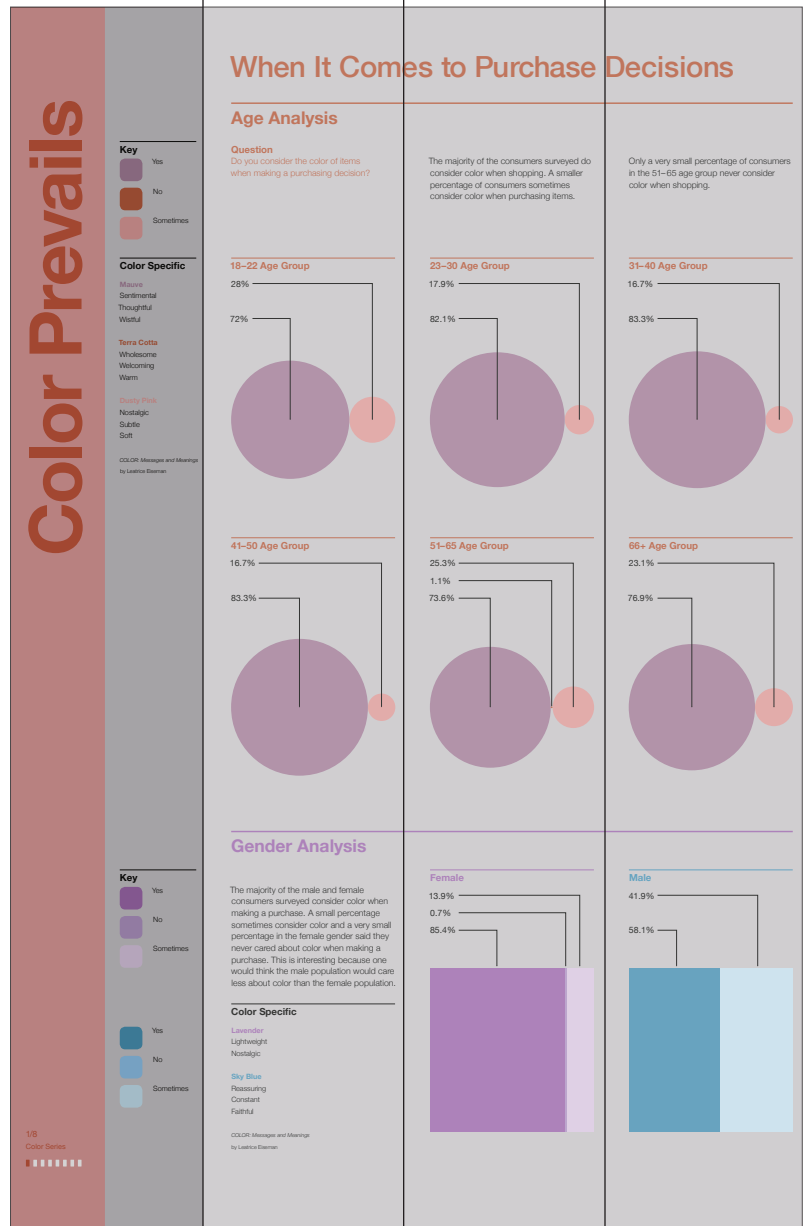 Color Prevails
When It Comes to Purchase Decisions
Age Analysis
Key
Yes
No
Sometimes
Question
Do you consider the color of items
when making a purchasing decision?
The majority of the consumers surveyed do
consider color when shopping. A smaller
percentage of consumers sometimes
consider color when purchasing items.
Only a very small percentage of consumers
in the 51–65 age group never consider
color when shopping.
Color Specific
Mauve
Sentimental
Thoughtful
Wistful
Terra Cotta
Wholesome
Welcoming
Warm
Dusty Pink
Nostalgic
Subtle
Soft
COLOR: Messages and Meanings
by Leatrice Eiseman
18–22 Age Group
28%
72%
23–30 Age Group
17.9%
82.1%
31–40 Age Group
16.7%
83.3%
41–50 Age Group
16.7%
83.3%
51–65 Age Group
25.3%
1.1%
73.6%
66+ Age Group
23.1%
76.9%
Gender Analysis
Key
Yes
No
Sometimes
Yes
No
Sometimes
The majority of the male and female
consumers surveyed consider color when
making a purchase. A small percentage
sometimes consider color and a very small
percentage in the female gender said they
never cared about color when making a
purchase. This is interesting because one
would think the male population would care
less about color than the female population.
Color Specific
Lavender
Lightweight
Nostalgic
Sky Blue
Reassuring
Constant
Faithful
COLOR: Messages and Meanings
by Leatrice Eiseman
Female
13.9%
0.7%
85.4%
Male
41.9%
58.1%
1/8
Color Series